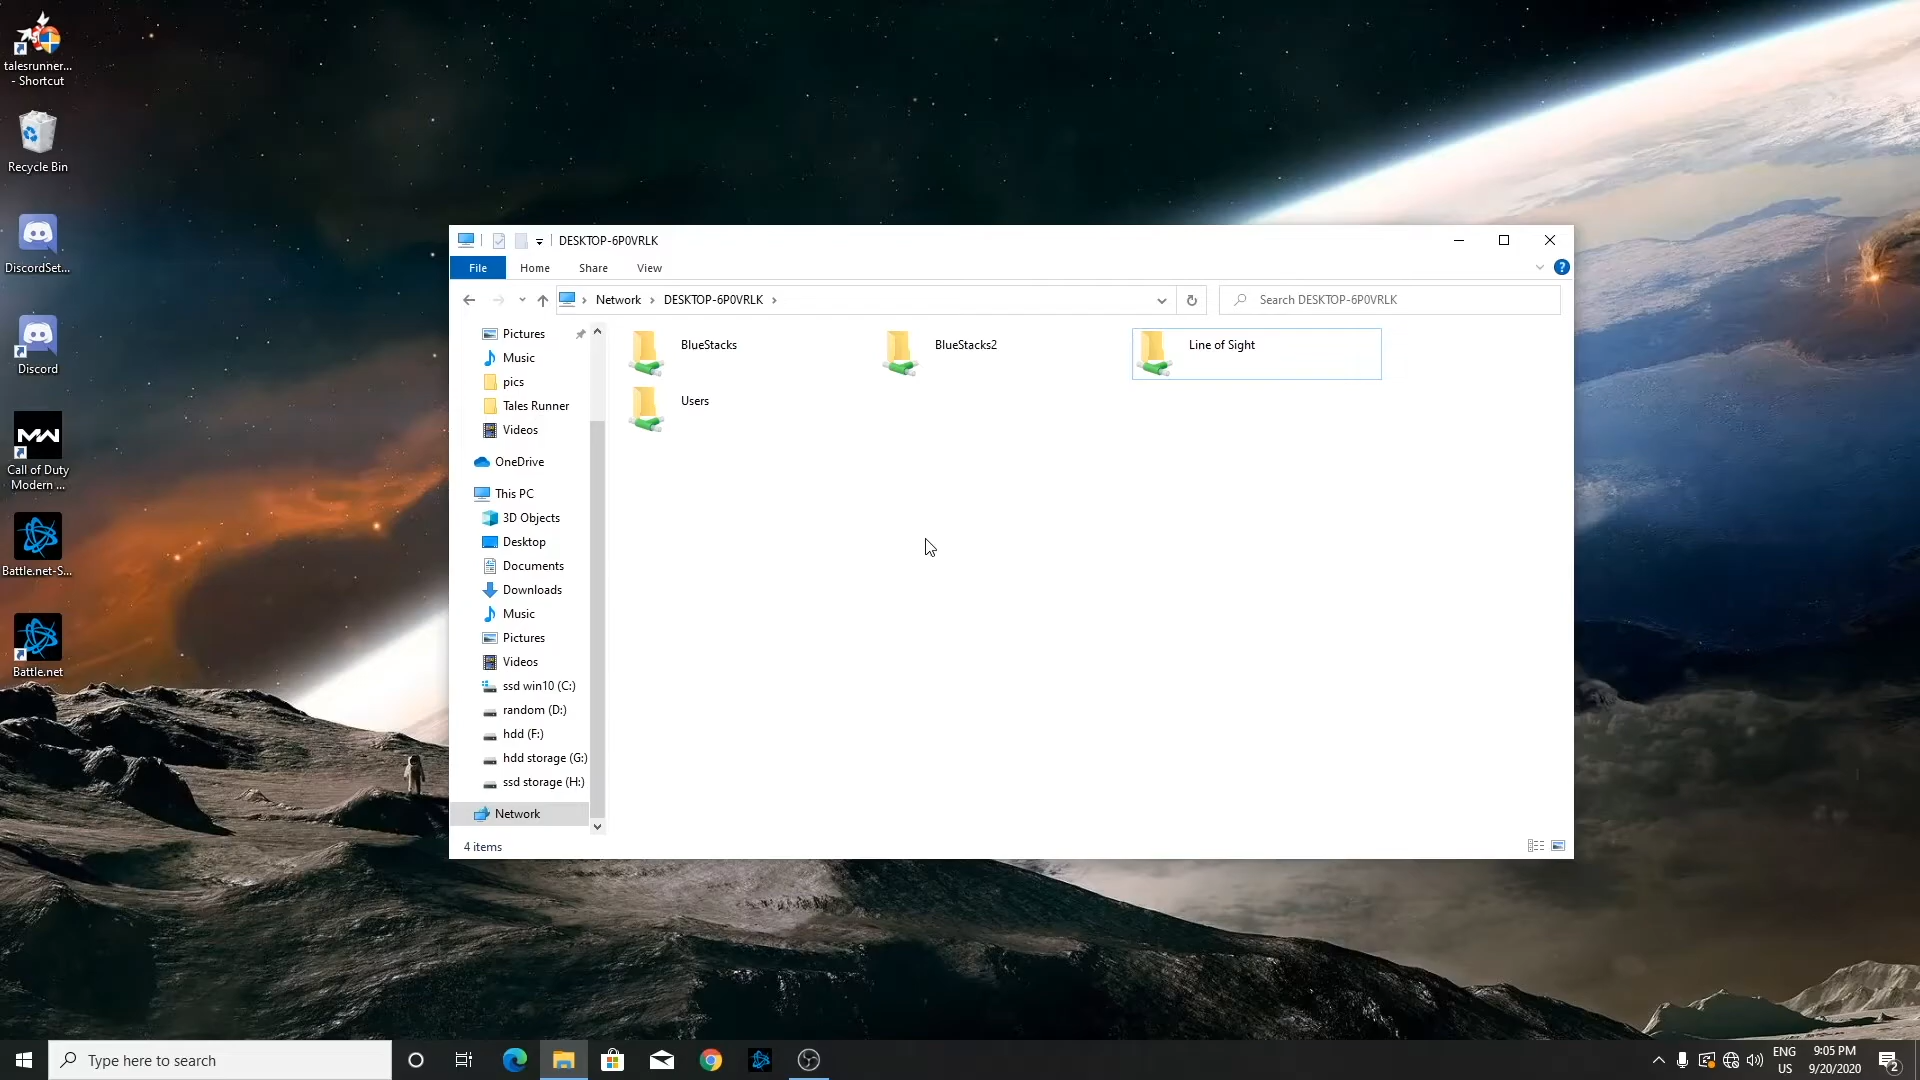 talesrunner...
- Shortcut
Recycle Bin
DiscordSet...
Discord
MW
Call of Duty
Modern ...
Battle.net-S...
Battle.net
DESKTOP-6P0VRLK
File
Home
Share
View
?
Network
DESKTOP-6P0VRLK
Search DESKTOP-6P0VRLK
Pictures
Music
pics
Tales Runner
Videos
OneDrive
This PC
3D Objects
Desktop
Documents
Downloads
Music
Pictures
Videos
ssd win10 (C:)
random (D:)
hdd (F:)
hdd storage (G:)
ssd storage (H:)
Network
BlueStacks
BlueStacks2
Line of Sight
Users
4 items
Type here to search
ENG
US
9:05 PM
9/20/2020
2